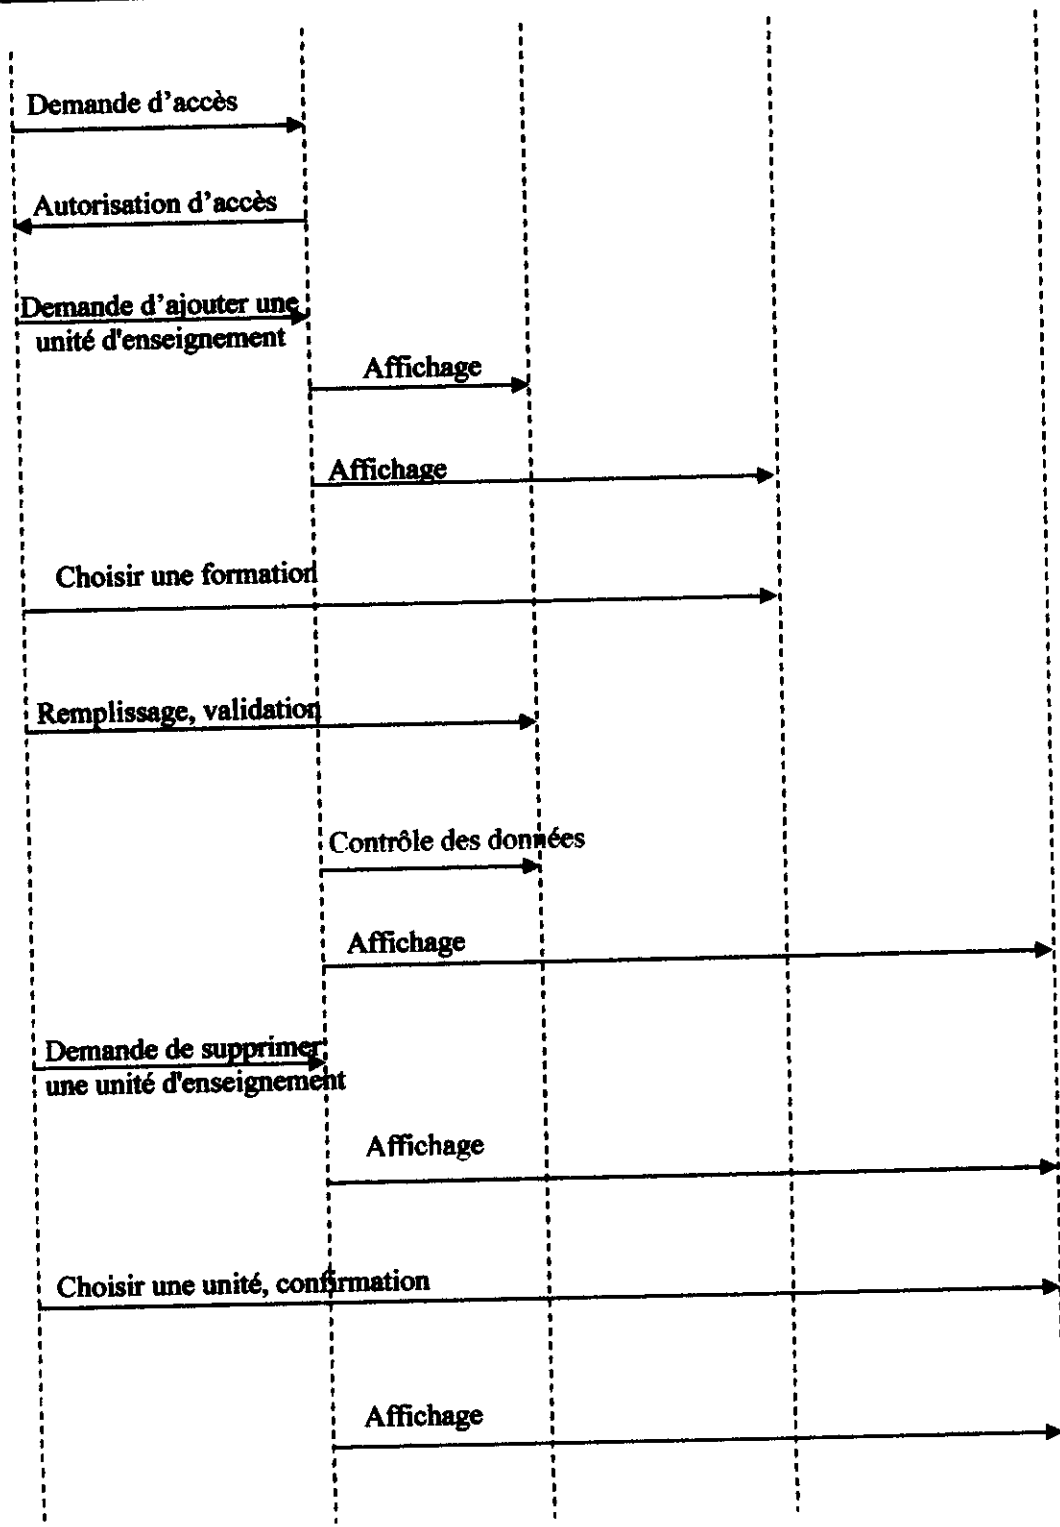 Demande d'accès
Autorisation d'accès
Demande d'ajouter une
unité d'enseignement
Affichage
Affichage
Choisir une formation
Remplissage, validation
Contrôle des données
Affichage
Demande de supprimer
une unité d'enseignement
Affichage
Choisir une unité, confirmation
Affichage